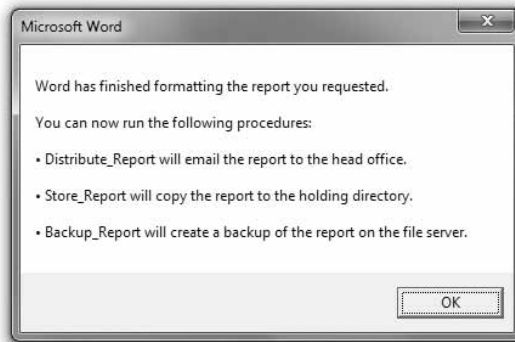 Microsoft Word
Word has finished formatting the report you requested.
You can now run the following procedures:
• Distribute_Report will email the report to the head office.
• Store_Report will copy the report to the holding directory.
• Backup_Report will create a backup of the report on the file server.
OK